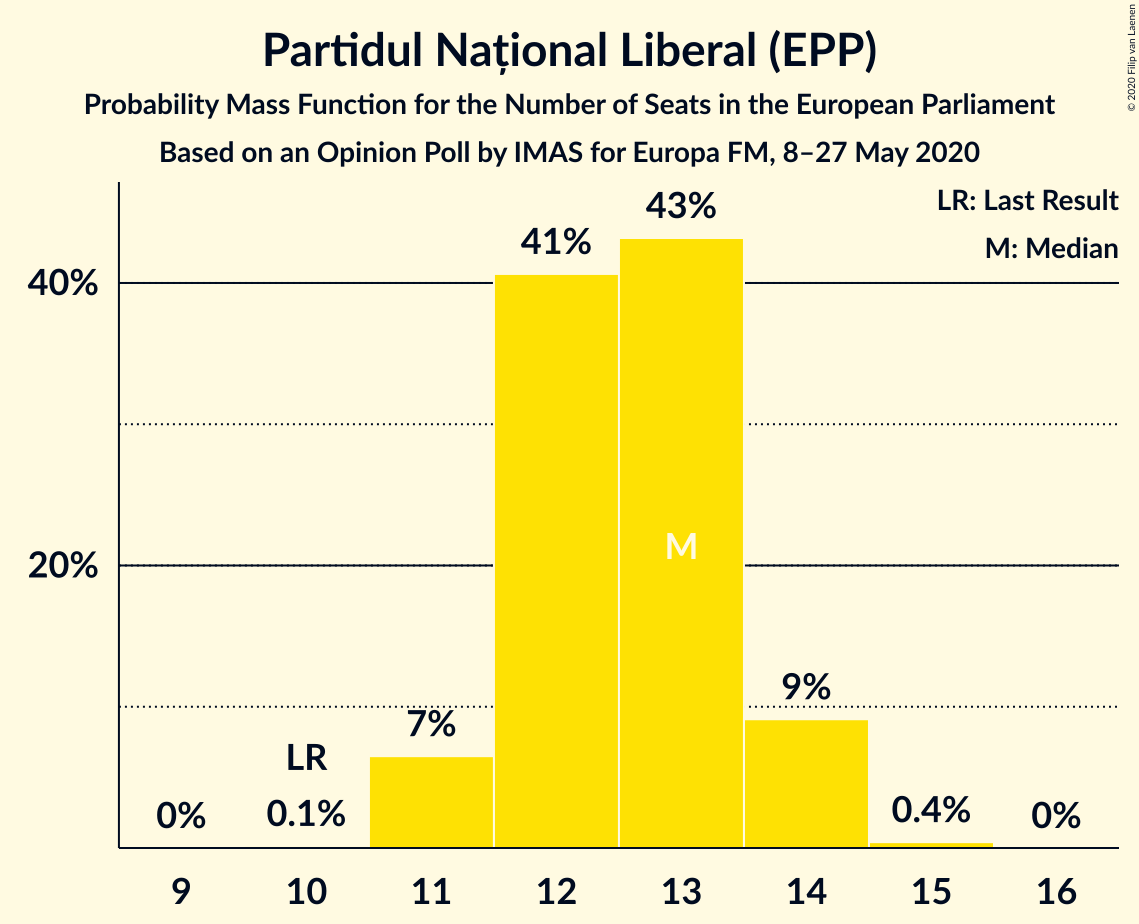 Partidul Național Liberal (EPP)
Probability Mass Function for the Number of Seats in the European Parliament
Based on an Opinion Poll by IMAS for Europa FM, 8–27 May 2020
© 2020 Filip van Laenen
LR: Last Result
M: Median
40%
20%
0%
LR
0.1%
7%
41%
43%
M
9%
0.4%
0%
9
10
11
12
13
14
15
16